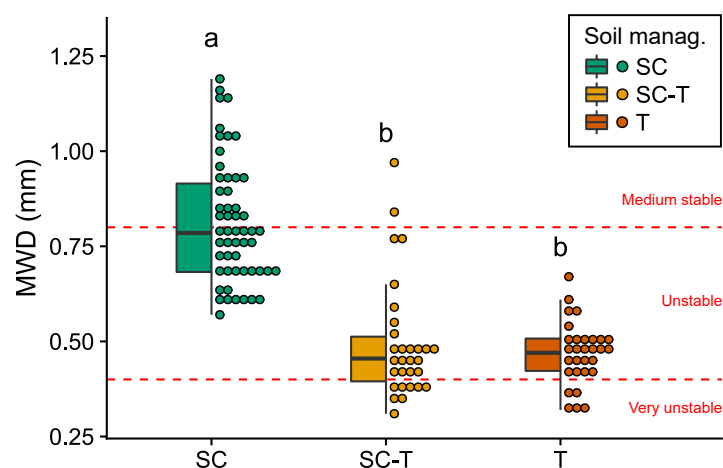 Soil manag.
SC
SC-T
T
a
b
b
Medium stable
Unstable
Very unstable
MWD (mm)
1.25
1.00
0.75
0.50
0.25
SC
SC-T
T